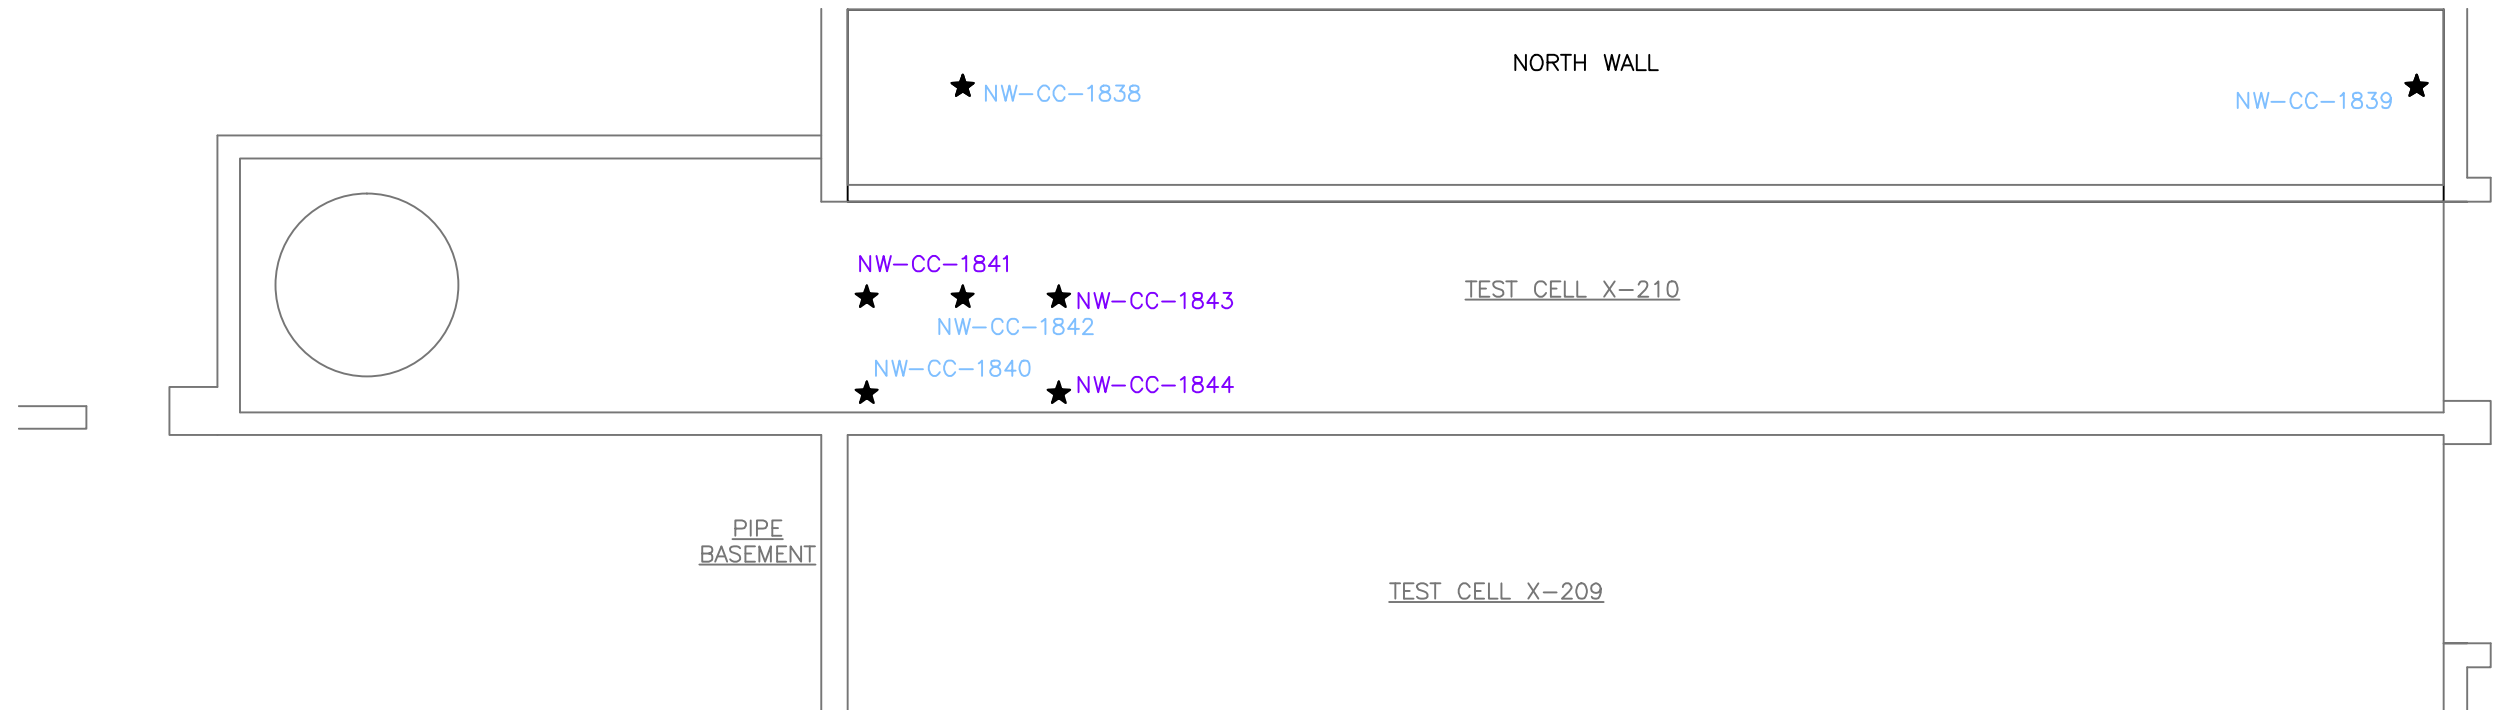 NORTH WALL
NW-CC-1838
NW-CC-1839
NW-CC-1841
TEST CELL X-210
NW-CC-1843
NW-CC-1842
NW-CC-1840
NW-CC-1844
PIPE
BASEMENT
TEST CELL X-209